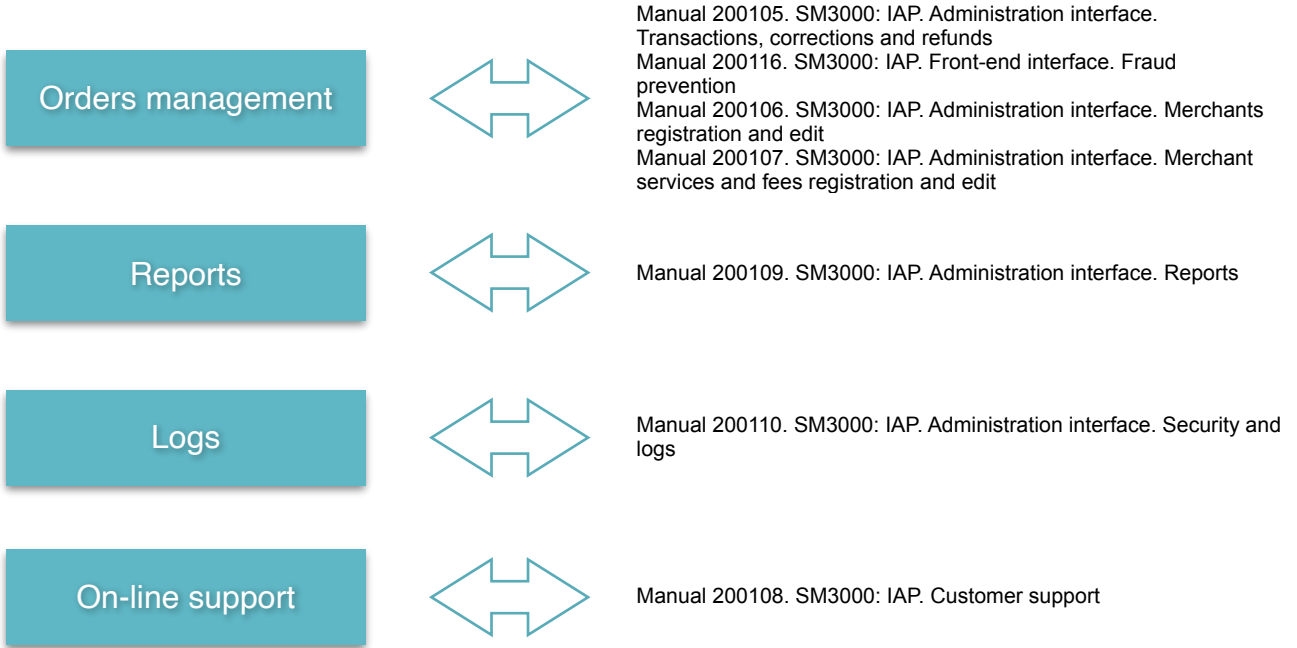 Manual 200105. SM3000: IAP. Administration interface.
Transactions, corrections and refunds
Manual 200116. SM3000: IAP. Front-end interface. Fraud
prevention
Manual 200106. SM3000: IAP. Administration interface. Merchants
registration and edit
Manual 200107. SM3000: IAP. Administration interface. Merchant
services and fees registration and edit
Orders management
Reports
Manual 200109. SM3000: IAP. Administration interface. Reports
Logs
Manual 200110. SM3000: IAP. Administration interface. Security and
logs
On-line support
Manual 200108. SM3000: IAP. Customer support